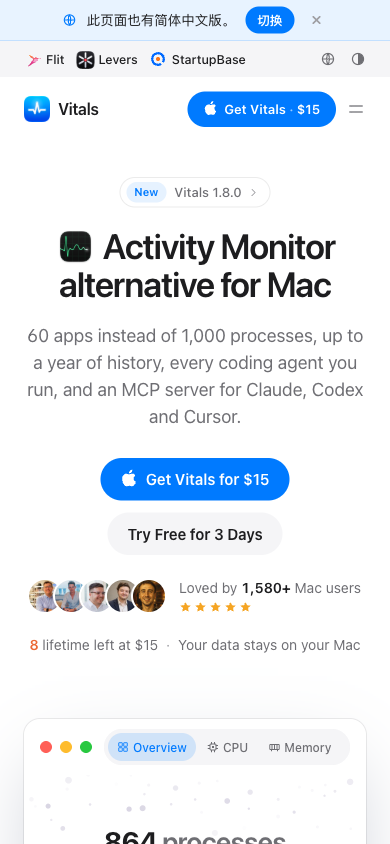 此页面也有简体中文版。 切换
Flit Levers StartupBase
Vitals Get Vitals · $15
New Vitals 1.8.0
Activity Monitor
alternative for Mac
60 apps instead of 1,000 processes, up to
a year of history, every coding agent you
run, and an MCP server for Claude, Codex
and Cursor.
Get Vitals for $15
Try Free for 3 Days
Loved by 1,580+ Mac users
8 lifetime left at $15 · Your data stays on your Mac
Overview CPU Memory
864 processes